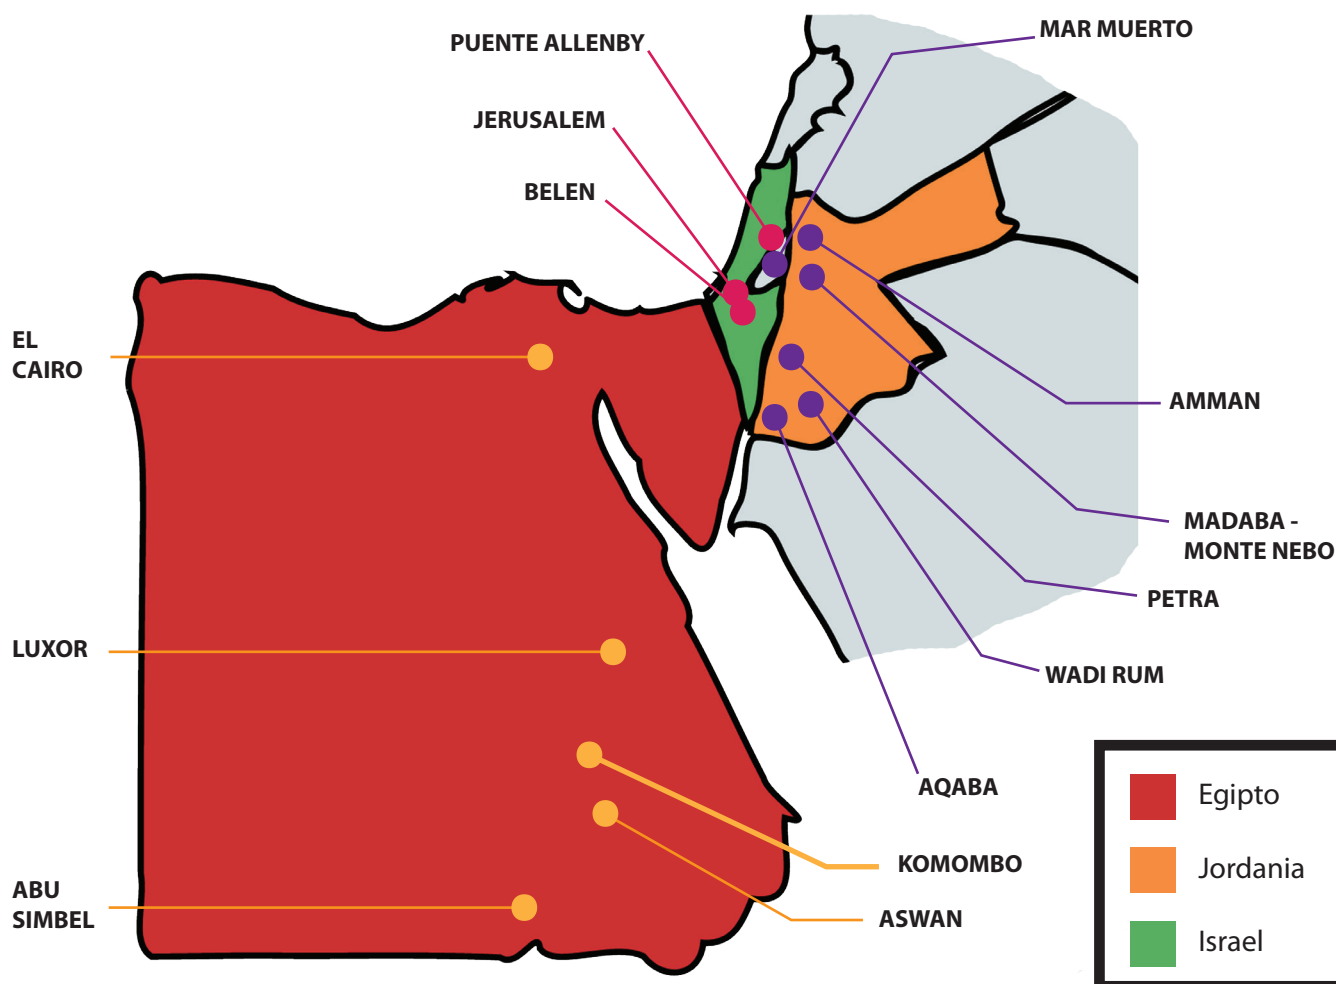 MAR MUERTO
PUENTE ALLENBY
JERUSALEM
BELEN
EL
CAIRO
AMMAN
MADABA -
MONTE NEBO
PETRA
LUXOR
WADI RUM
AQABA
KOMOMBO
ABU
SIMBEL
ASWAN
Egipto
Jordania
Israel